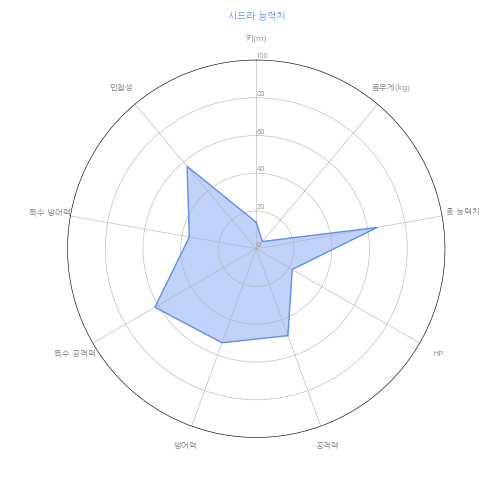 시드라 능력치
키(m)
100
민첩성
몸무게(kg)
80
60
40
특수 방어력
20
총 능력치
0
특수 공격력
HP
방어력
공격력